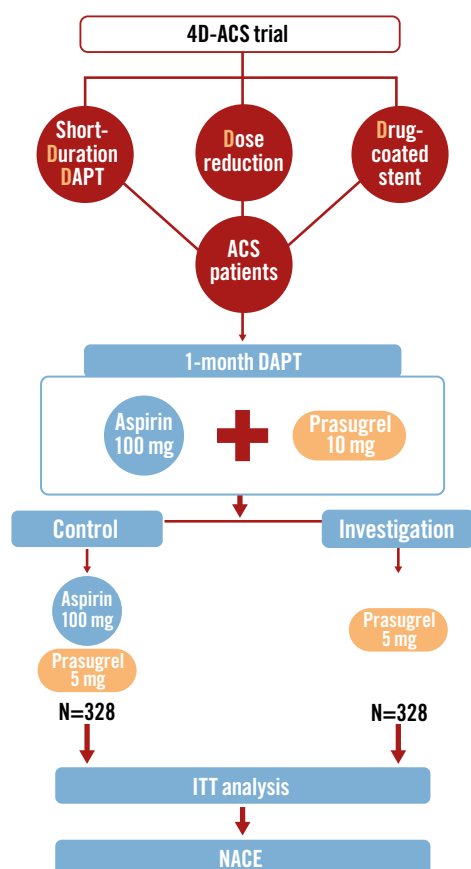 4D-ACS trial
Short-
Duration
DAPT
Dose
reduction
Drug-
coated
stent
ACS
patients
1-month DAPT
Aspirin
100 mg
Prasugrel
10 mg
Control
Investigation
Aspirin
100 mg
Prasugrel
5 mg
N=328
Prasugrel
5 mg
N=328
ITT analysis
NACE